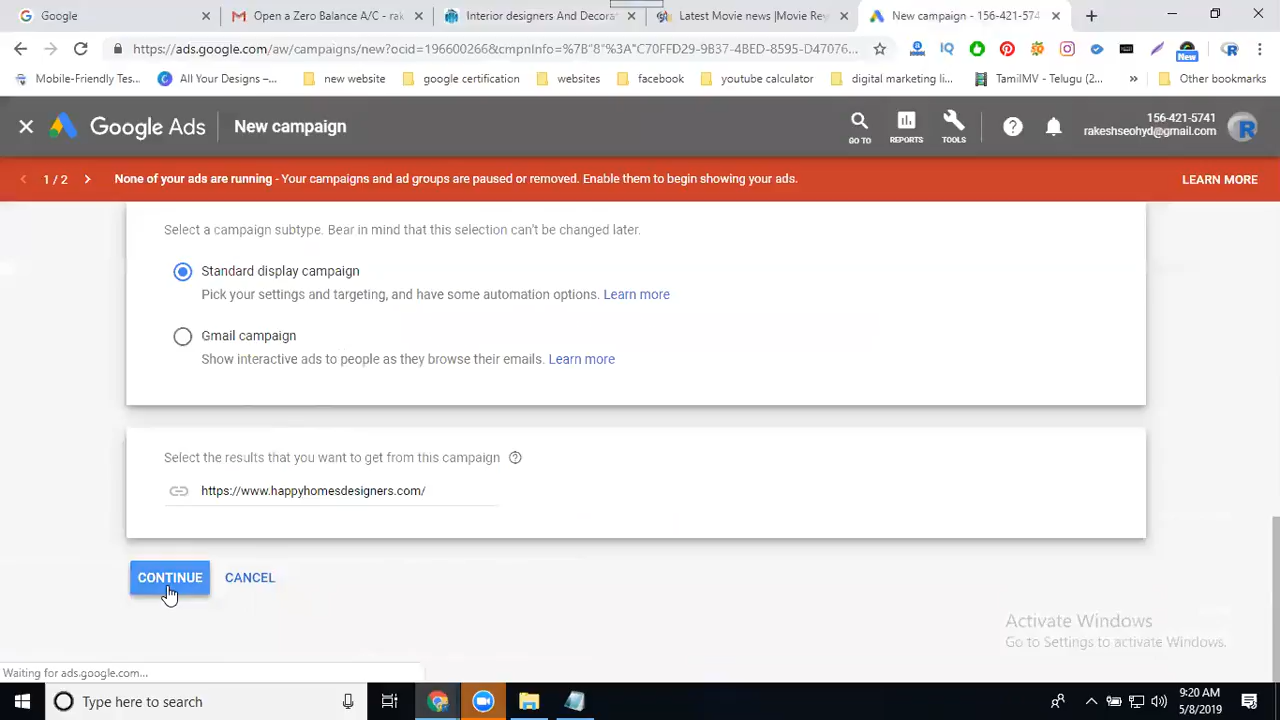 Google
Open a Zero Balance A/C - rak
Interior designers And Decorat
Latest Movie news |Movie Rev
New campaign - 156-421-574
https://ads.google.com/aw/campaigns/new?ocid=196600266&cmpnInfo=%7B"8"%3A"C70FFD29-9B37-4BED-8595-D47076...
New
Mobile-Friendly Tes...
All Your Designs –...
new website
google certification
websites
facebook
youtube calculator
digital marketing li...
TamilMV - Telugu (2...
»
Other bookmarks
Google Ads
New campaign
GO TO
REPORTS
TOOLS
156-421-5741
rakeshseohyd@gmail.com
1 / 2
None of your ads are running - Your campaigns and ad groups are paused or removed. Enable them to begin showing your ads.
LEARN MORE
Select a campaign subtype. Bear in mind that this selection can't be changed later.
Standard display campaign
Pick your settings and targeting, and have some automation options. Learn more
Gmail campaign
Show interactive ads to people as they browse their emails. Learn more
Select the results that you want to get from this campaign
https://www.happyhomesdesigners.com/
CONTINUE
CANCEL
Activate Windows
Go to Settings to activate Windows.
Waiting for ads.google.com...
Type here to search
9:20 AM
5/8/2019